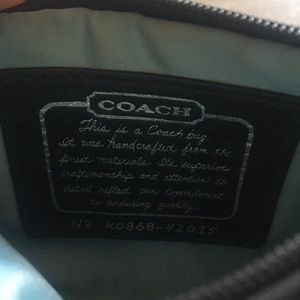 COACH
This is a Coach bag.
It was handcrafted from the
finest materials. Its superior
craftsmanship and attention to
detail reflect our commitment
to enduring quality.
Nº K0868-42015